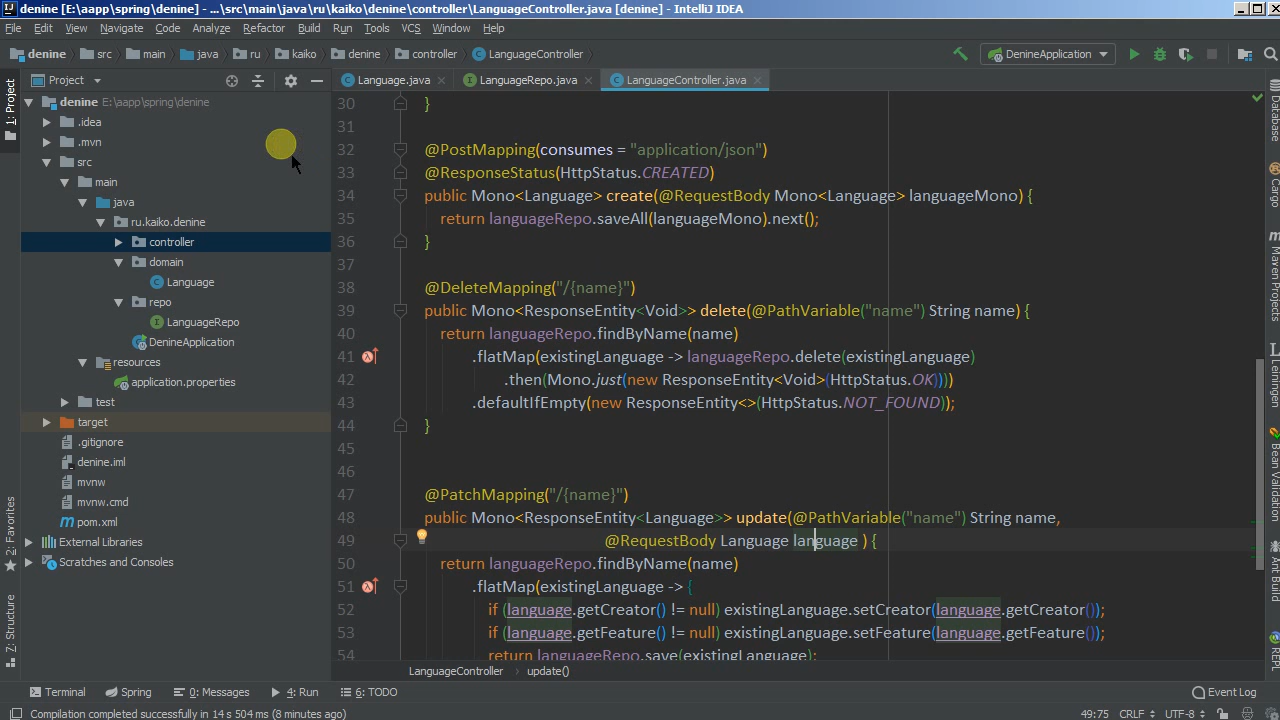 denine [E:\aapp\spring\denine] - ...\src\main\java\ru\kaiko\denine\controller\LanguageController.java [denine] - IntelliJ IDEA
File Edit View Navigate Code Analyze Refactor Build Run Tools VCS Window Help
denine src main java ru kaiko denine controller LanguageController DenineApplication
1: Project
Project
denine E:\aapp\spring\denine
.idea
.mvn
src
main
java
ru.kaiko.denine
controller
domain
Language
repo
LanguageRepo
DenineApplication
resources
application.properties
test
target
.gitignore
denine.iml
mvnw
mvnw.cmd
pom.xml
External Libraries
Scratches and Consoles
2: Favorites
Z: Structure
Language.java LanguageRepo.java LanguageController.java
30 }
31
32 @PostMapping(consumes = "application/json")
33 @ResponseStatus(HttpStatus.CREATED)
34 public Mono<Language> create(@RequestBody Mono<Language> languageMono) {
35 return languageRepo.saveAll(languageMono).next();
36 }
37
38 @DeleteMapping("/{name}")
39 public Mono<ResponseEntity<Void>> delete(@PathVariable("name") String name) {
40 return languageRepo.findByName(name)
41 .flatMap(existingLanguage -> languageRepo.delete(existingLanguage)
42 .then(Mono.just(new ResponseEntity<Void>(HttpStatus.OK))))
43 .defaultIfEmpty(new ResponseEntity<>(HttpStatus.NOT_FOUND));
44 }
45
46
47 @PatchMapping("/{name}")
48 public Mono<ResponseEntity<Language>> update(@PathVariable("name") String name,
49 @RequestBody Language language ) {
50 return languageRepo.findByName(name)
51 .flatMap(existingLanguage -> {
52 if (language.getCreator() != null) existingLanguage.setCreator(language.getCreator());
53 if (language.getFeature() != null) existingLanguage.setFeature(language.getFeature());
54 return languageRepo.save(existingLanguage);
LanguageController update()
Database
Cargo
Maven Projects
Leiningen
Bean Validation
Ant Build
REPL
Terminal Spring 0: Messages 4: Run 6: TODO Event Log
Compilation completed successfully in 14 s 504 ms (8 minutes ago) 49:75 CRLF UTF-8